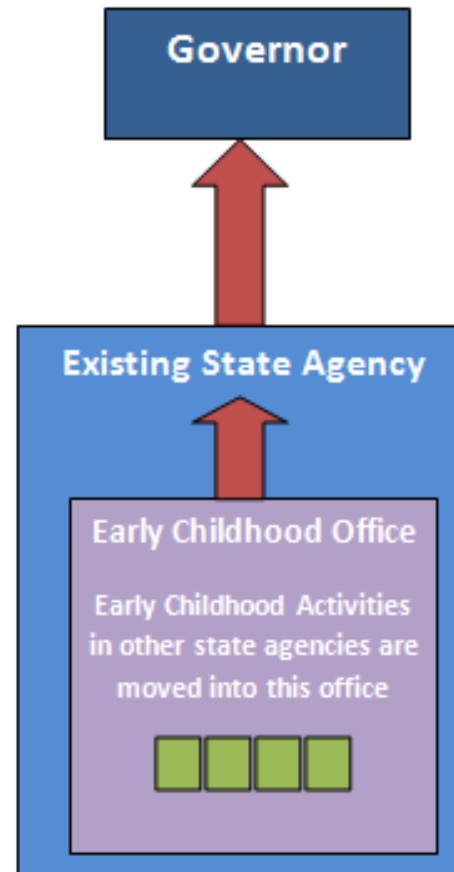 Governor
Existing State Agency
Early Childhood Office
Early Childhood Activities
in other state agencies are
moved into this office